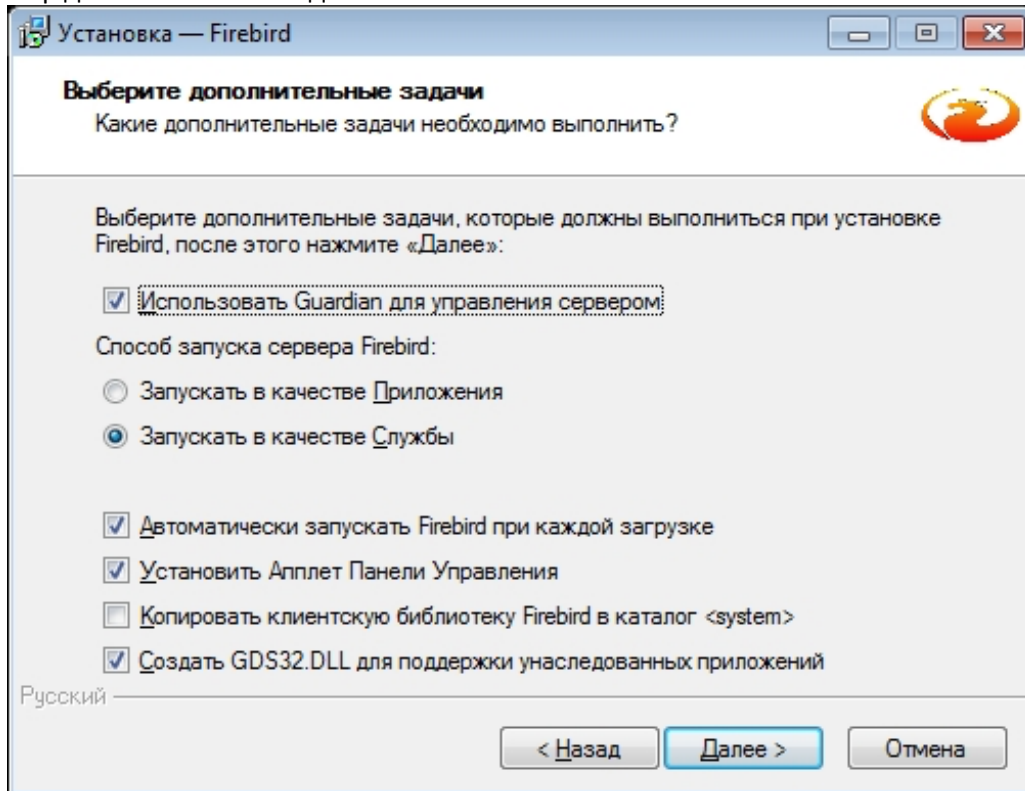 Установка — Firebird
Выберите дополнительные задачи
Какие дополнительные задачи необходимо выполнить?
Выберите дополнительные задачи, которые должны выполниться при установке
Firebird, после этого нажмите «Далее»:
Использовать Guardian для управления сервером
Способ запуска сервера Firebird:
Запускать в качестве Приложения
Запускать в качестве Службы
Автоматически запускать Firebird при каждой загрузке
Установить Апплет Панели Управления
Копировать клиентскую библиотеку Firebird в каталог <system>
Создать GDS32.DLL для поддержки унаследованных приложений
Русский
< Назад Далее > Отмена